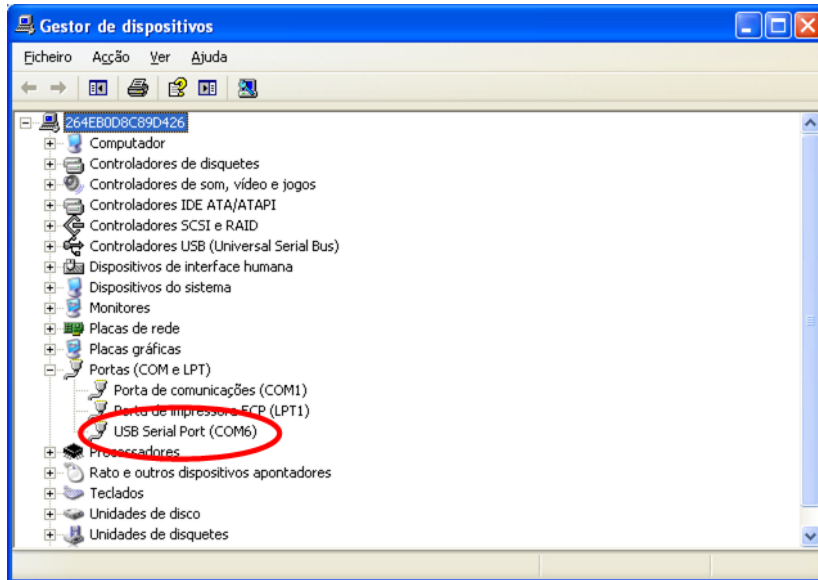 Gestor de dispositivos
Ficheiro Acção Ver Ajuda
264EB0D8C89D426
Computador
Controladores de disquetes
Controladores de som, vídeo e jogos
Controladores IDE ATA/ATAPI
Controladores SCSI e RAID
Controladores USB (Universal Serial Bus)
Dispositivos de interface humana
Dispositivos do sistema
Monitores
Placas de rede
Placas gráficas
Portas (COM e LPT)
Porta de comunicações (COM1)
Porta de impressora ECP (LPT1)
USB Serial Port (COM6)
Processadores
Rato e outros dispositivos apontadores
Teclados
Unidades de disco
Unidades de disquetes